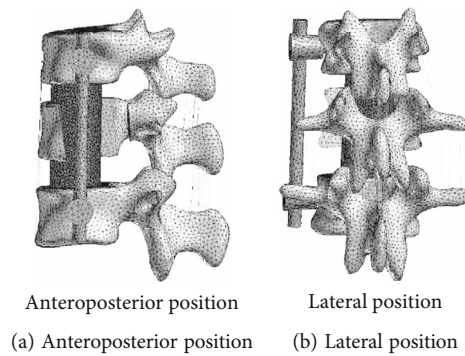 Anteroposterior position
Lateral position
(a) Anteroposterior position
(b) Lateral position